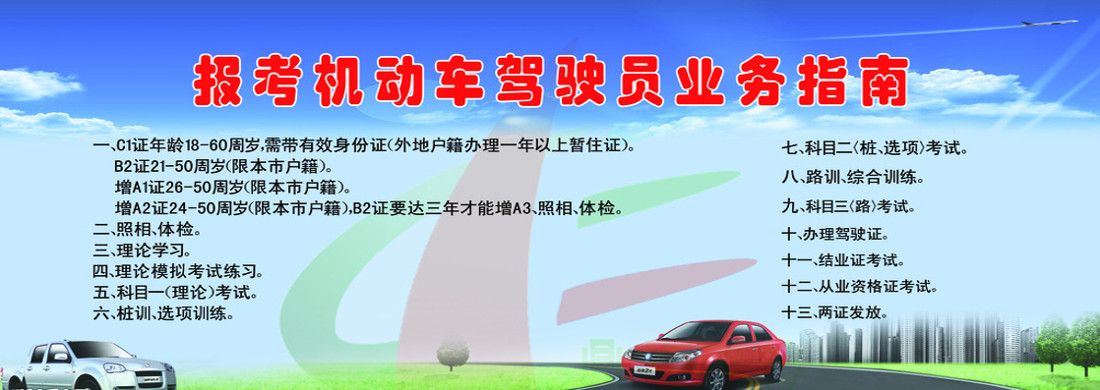 报考机动车驾驶员业务指南
一、C1证年龄18-60周岁,需带有效身份证(外地户籍办理一年以上暂住证)。
B2证21-50周岁(限本市户籍)。
增A1证26-50周岁(限本市户籍)。
增A2证24-50周岁(限本市户籍),B2证要达三年才能增A3、照相、体检。
二、照相、体检。
三、理论学习。
四、理论模拟考试练习。
五、科目一(理论)考试。
六、桩训、选项训练。
七、科目二〈桩、选项〉考试。
八、路训、综合训练。
九、科目三〈路〉考试。
十、办理驾驶证。
十一、结业证考试。
十二、从业资格证考试。
十三、两证发放。